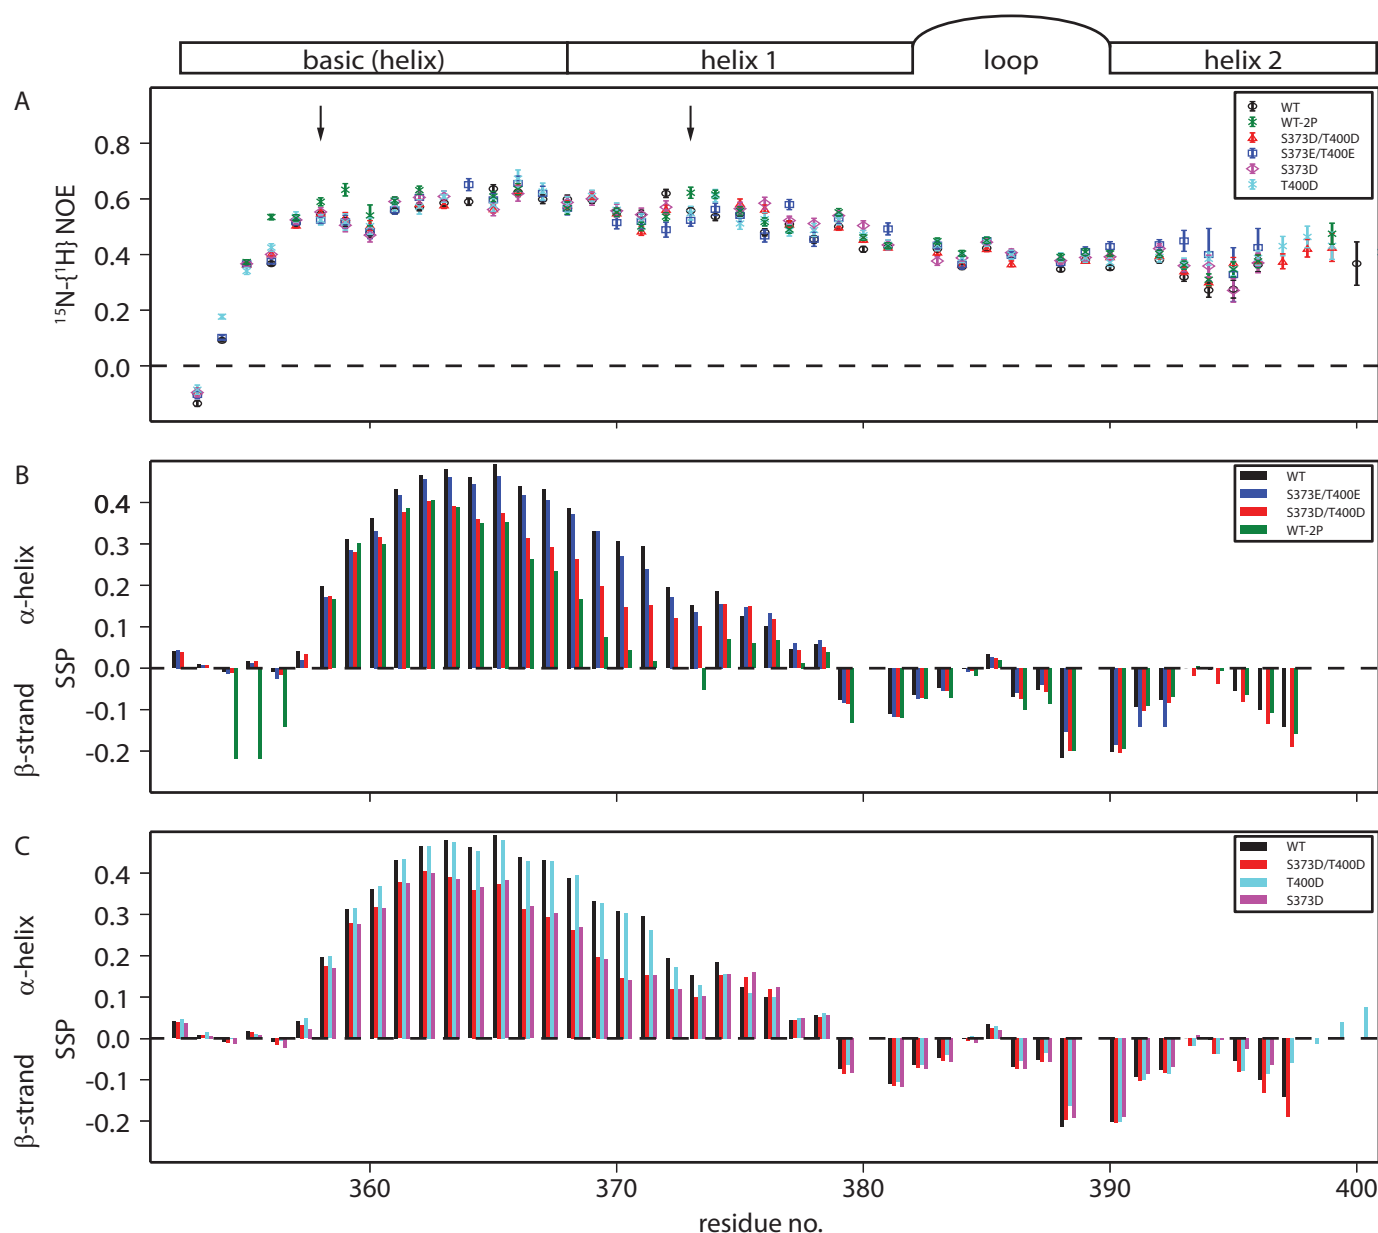 basic (helix) helix 1 loop helix 2
A
¹⁵N-{¹H} NOE
0.8
0.6
0.4
0.2
0.0
WT
WT-2P
S373D/T400D
S373E/T400E
S373D
T400D
B
α-helix
β-strand
SSP
0.4
0.3
0.2
0.1
0.0
-0.1
-0.2
WT
S373E/T400E
S373D/T400D
WT-2P
C
α-helix
β-strand
SSP
0.4
0.3
0.2
0.1
0.0
-0.1
-0.2
WT
S373D/T400D
T400D
S373D
360 370 380 390 400
residue no.